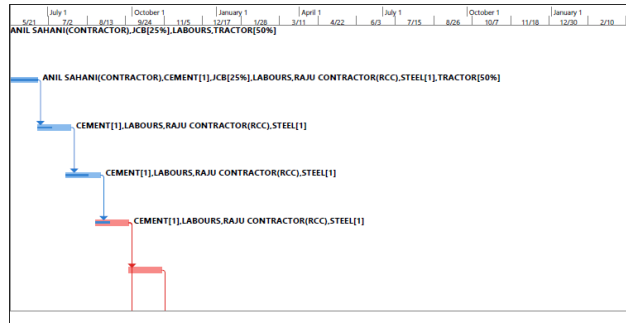 July 1 October 1 January 1 April 1 July 1 October 1 January 1
5/21 7/2 8/13 9/24 11/5 12/17 1/28 3/11 4/22 6/3 7/15 8/26 10/7 11/18 12/30 2/10
ANIL SAHANI(CONTRACTOR),JCB[25%],LABOURS,TRACTOR[50%]
ANIL SAHANI(CONTRACTOR),CEMENT[1],JCB[25%],LABOURS,RAJU CONTRACTOR(RCC),STEEL[1],TRACTOR[50%]
CEMENT[1],LABOURS,RAJU CONTRACTOR(RCC),STEEL[1]
CEMENT[1],LABOURS,RAJU CONTRACTOR(RCC),STEEL[1]
CEMENT[1],LABOURS,RAJU CONTRACTOR(RCC),STEEL[1]